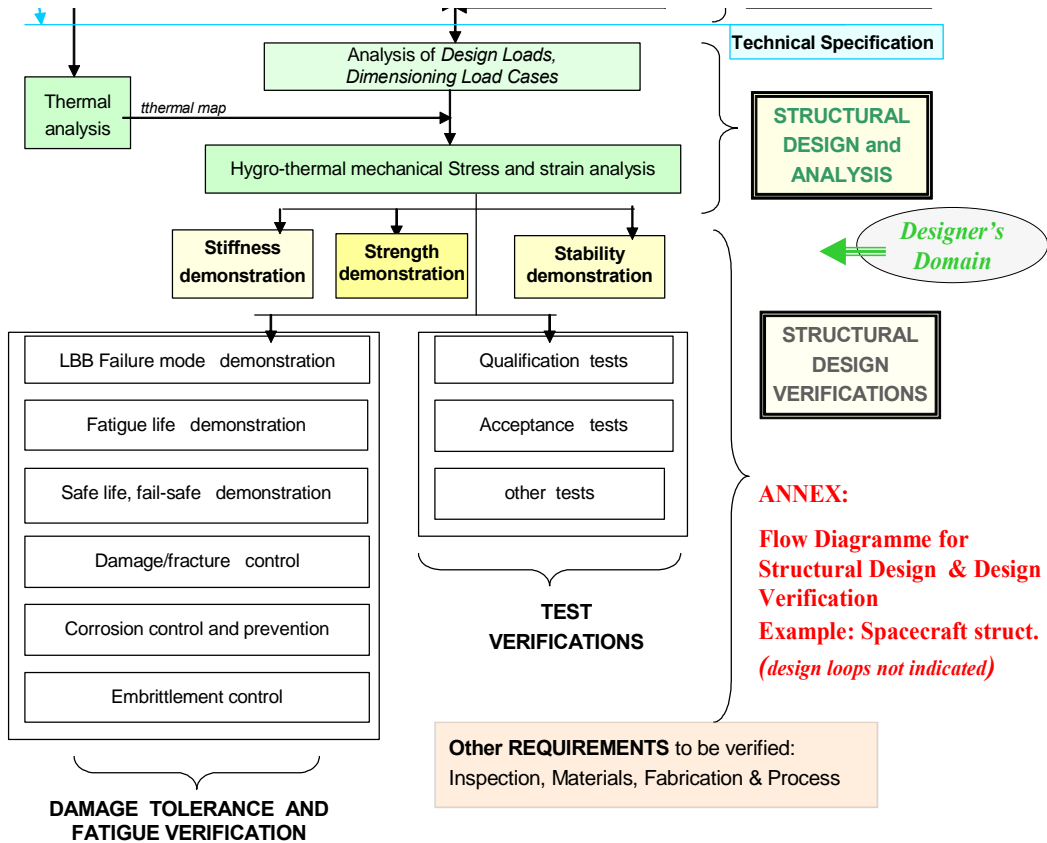 Technical Specification
Analysis of Design Loads,
Dimensioning Load Cases
Thermal
analysis
tthermal map
STRUCTURAL
DESIGN and
ANALYSIS
Hygro-thermal mechanical Stress and strain analysis
Designer's
Domain
Stiffness
demonstration
Strength
demonstration
Stability
demonstration
STRUCTURAL
DESIGN
VERIFICATIONS
LBB Failure mode demonstration
Fatigue life demonstration
Safe life, fail-safe demonstration
Damage/fracture control
Corrosion control and prevention
Embrittlement control
Qualification tests
Acceptance tests
other tests
TEST
VERIFICATIONS
ANNEX:
Flow Diagramme for
Structural Design & Design
Verification
Example: Spacecraft struct.
(design loops not indicated)
Other REQUIREMENTS to be verified:
Inspection, Materials, Fabrication & Process
DAMAGE TOLERANCE AND
FATIGUE VERIFICATION